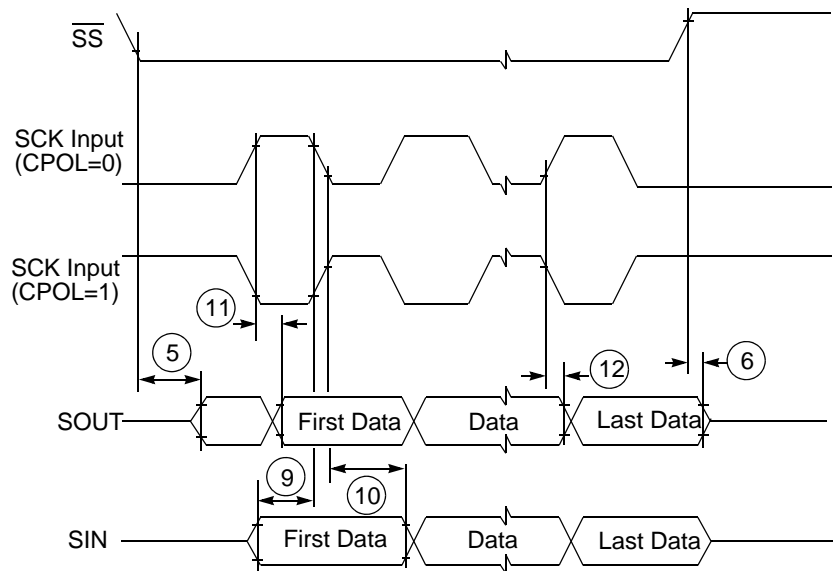 S̅S̅
SCK Input
(CPOL=0)
SCK Input
(CPOL=1)
11
5
12
6
SOUT
First Data
Data
Last Data
9
10
SIN
First Data
Data
Last Data